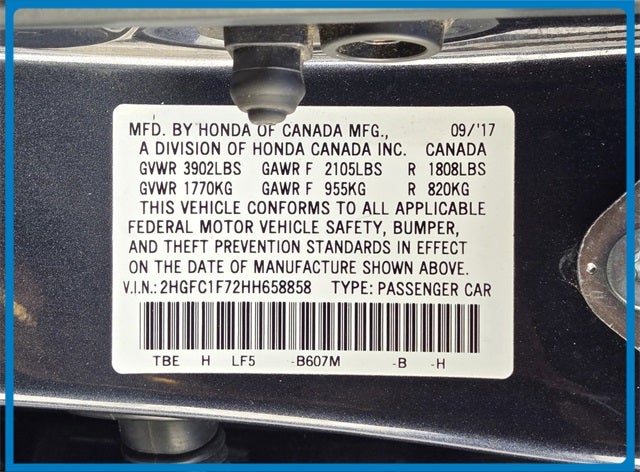 MFD. BY HONDA OF CANADA MFG., 09/'17
A DIVISION OF HONDA CANADA INC. CANADA
GVWR 3902LBS GAWR F 2105LBS R 1808LBS
GVWR 1770KG GAWR F 955KG R 820KG
THIS VEHICLE CONFORMS TO ALL APPLICABLE
FEDERAL MOTOR VEHICLE SAFETY, BUMPER,
AND THEFT PREVENTION STANDARDS IN EFFECT
ON THE DATE OF MANUFACTURE SHOWN ABOVE.
V.I.N.: 2HGFC1F72HH658858 TYPE: PASSENGER CAR
TBE H LF5 -B607M -B -H